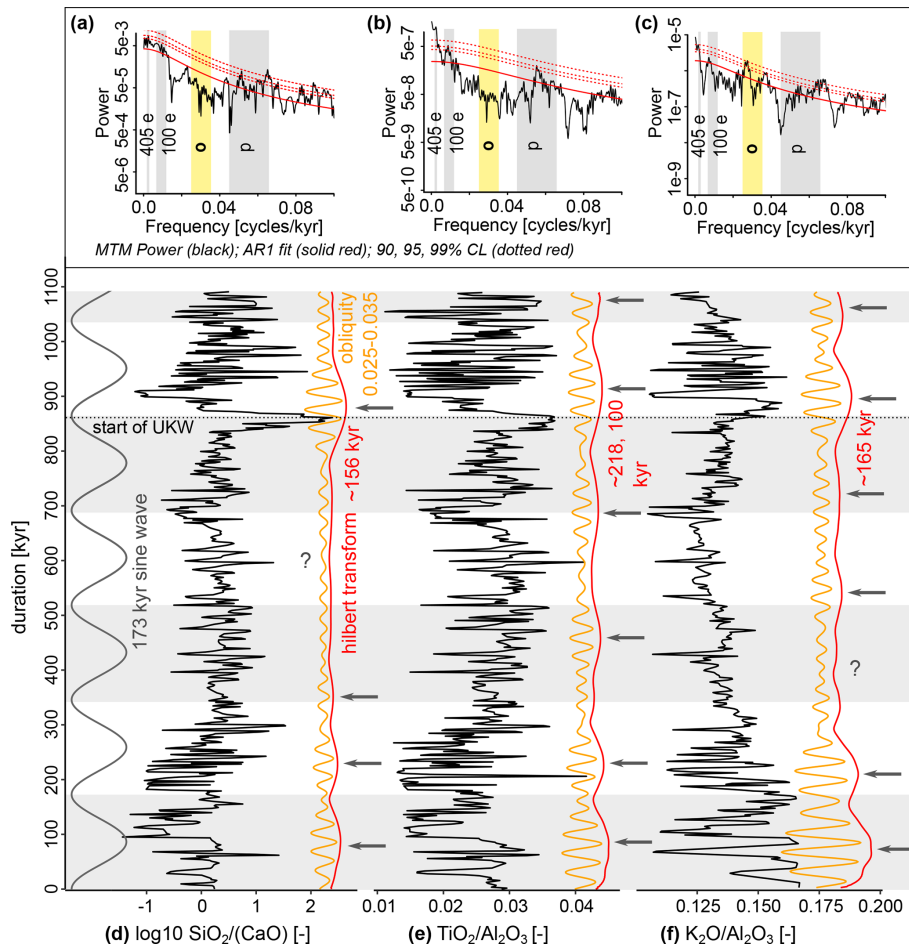 (a)
(b)
(c)
Power
5e-3
5e-5
5e-4
5e-6
405 e
100 e
o
p
0.0
0.04
0.08
Frequency [cycles/kyr]
Power
5e-7
5e-8
5e-9
5e-10
405 e
100 e
o
p
0.0
0.04
0.08
Frequency [cycles/kyr]
Power
1e-5
1e-7
1e-9
405 e
100 e
o
p
0.0
0.04
0.08
Frequency [cycles/kyr]
MTM Power (black); AR1 fit (solid red); 90, 95, 99% CL (dotted red)
duration [kyr]
1100
1000
900
800
700
600
500
400
300
200
100
0
start of UKW
173 kyr sine wave
?
obliquity
0.025-0.035
hilbert transform ~156 kyr
~218, 100
kyr
~165 kyr
?
-1 0 1 2
0.01 0.02 0.03 0.04
0.125 0.150 0.175 0.200
(d) log10 SiO₂/(CaO) [-]
(e) TiO₂/Al₂O₃ [-]
(f) K₂O/Al₂O₃ [-]